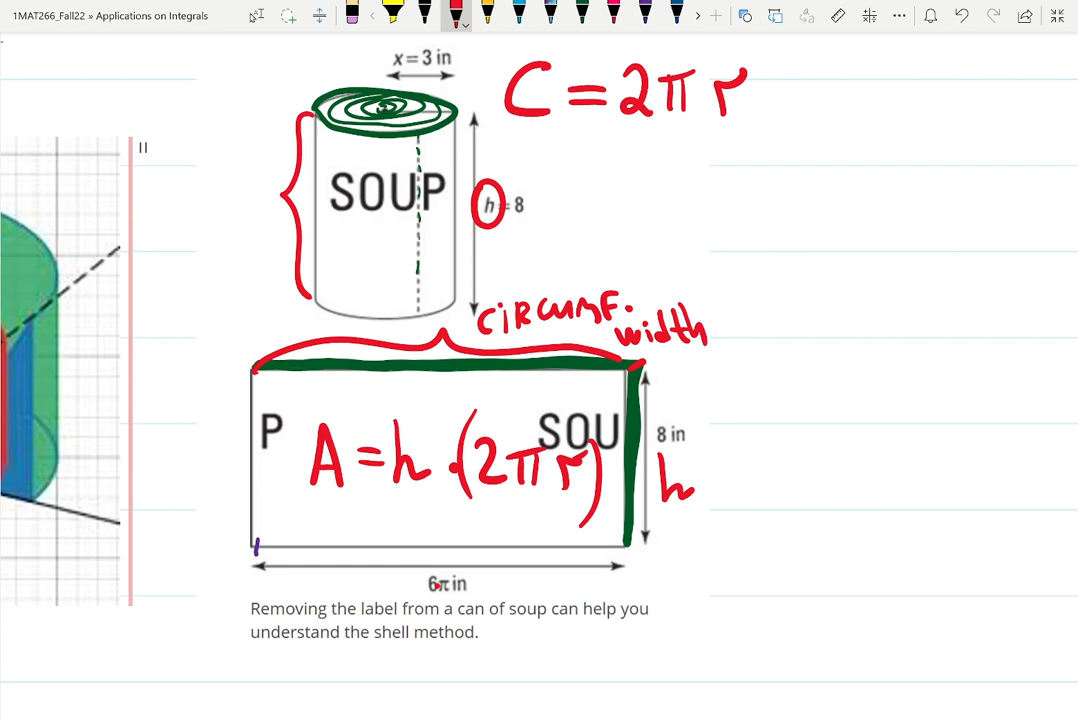 1MAT266_Fall22 » Applications on Integrals
x = 3 in
C = 2π r
SOUP
h = 8
CIRCUMF.
width
P
SOU
A = h · (2π r)
8 in
h
6π in
Removing the label from a can of soup can help you
understand the shell method.